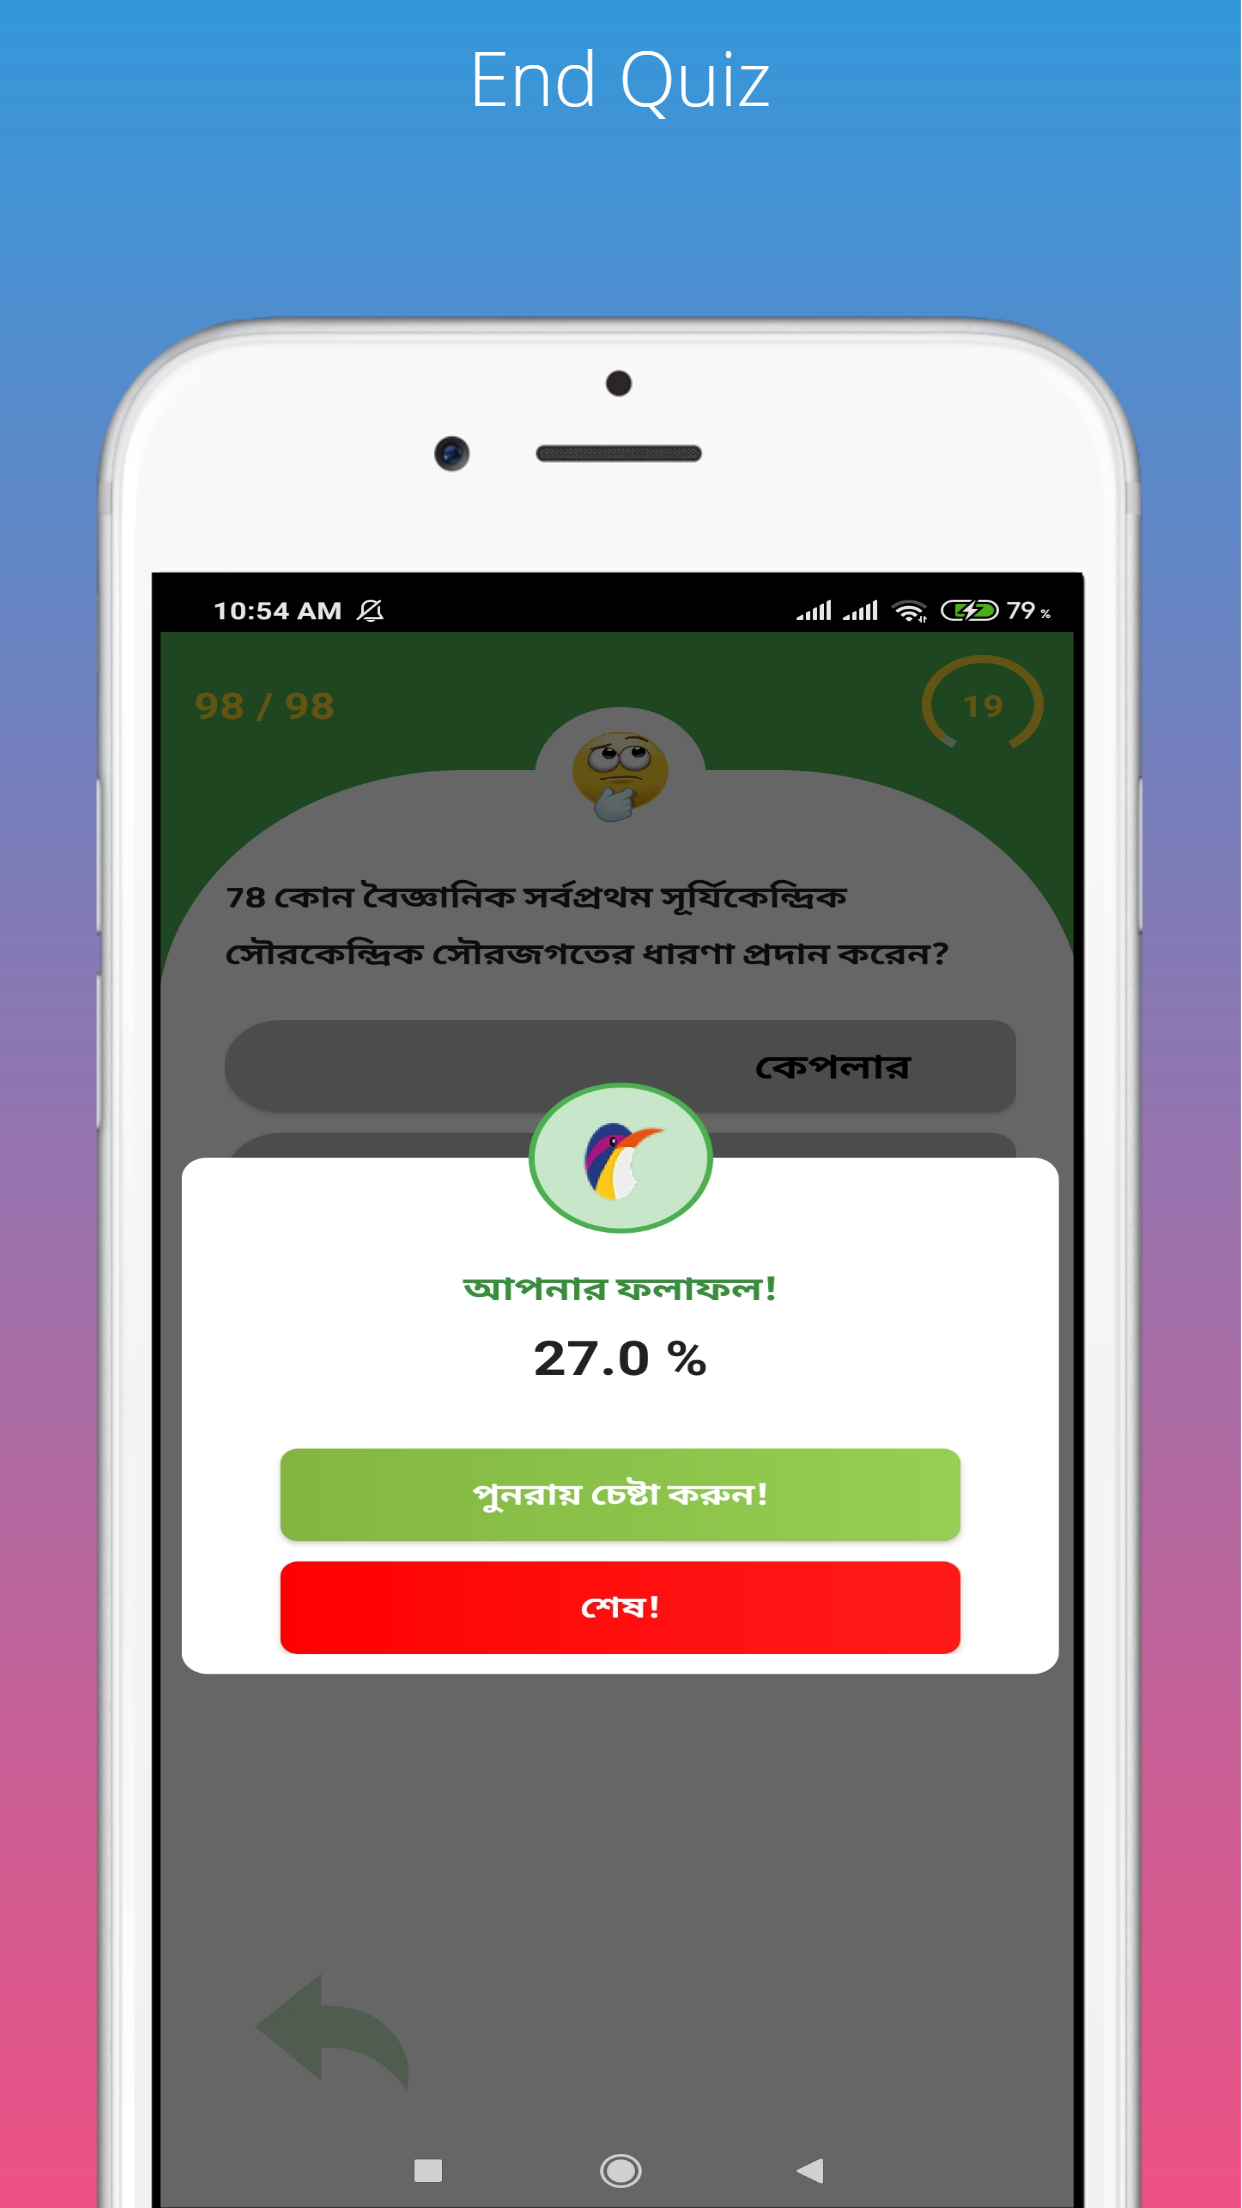 End Quiz
10:54 AM 79 %
98 / 98
19
78 কোন বৈজ্ঞানিক সর্বপ্রথম সূর্যিকেন্দ্রিক
সৌরকেন্দ্রিক সৌরজগতের ধারণা প্রদান করেন?
কেপলার
আপনার ফলাফল!
27.0 %
পুনরায় চেষ্টা করুন!
শেষ!